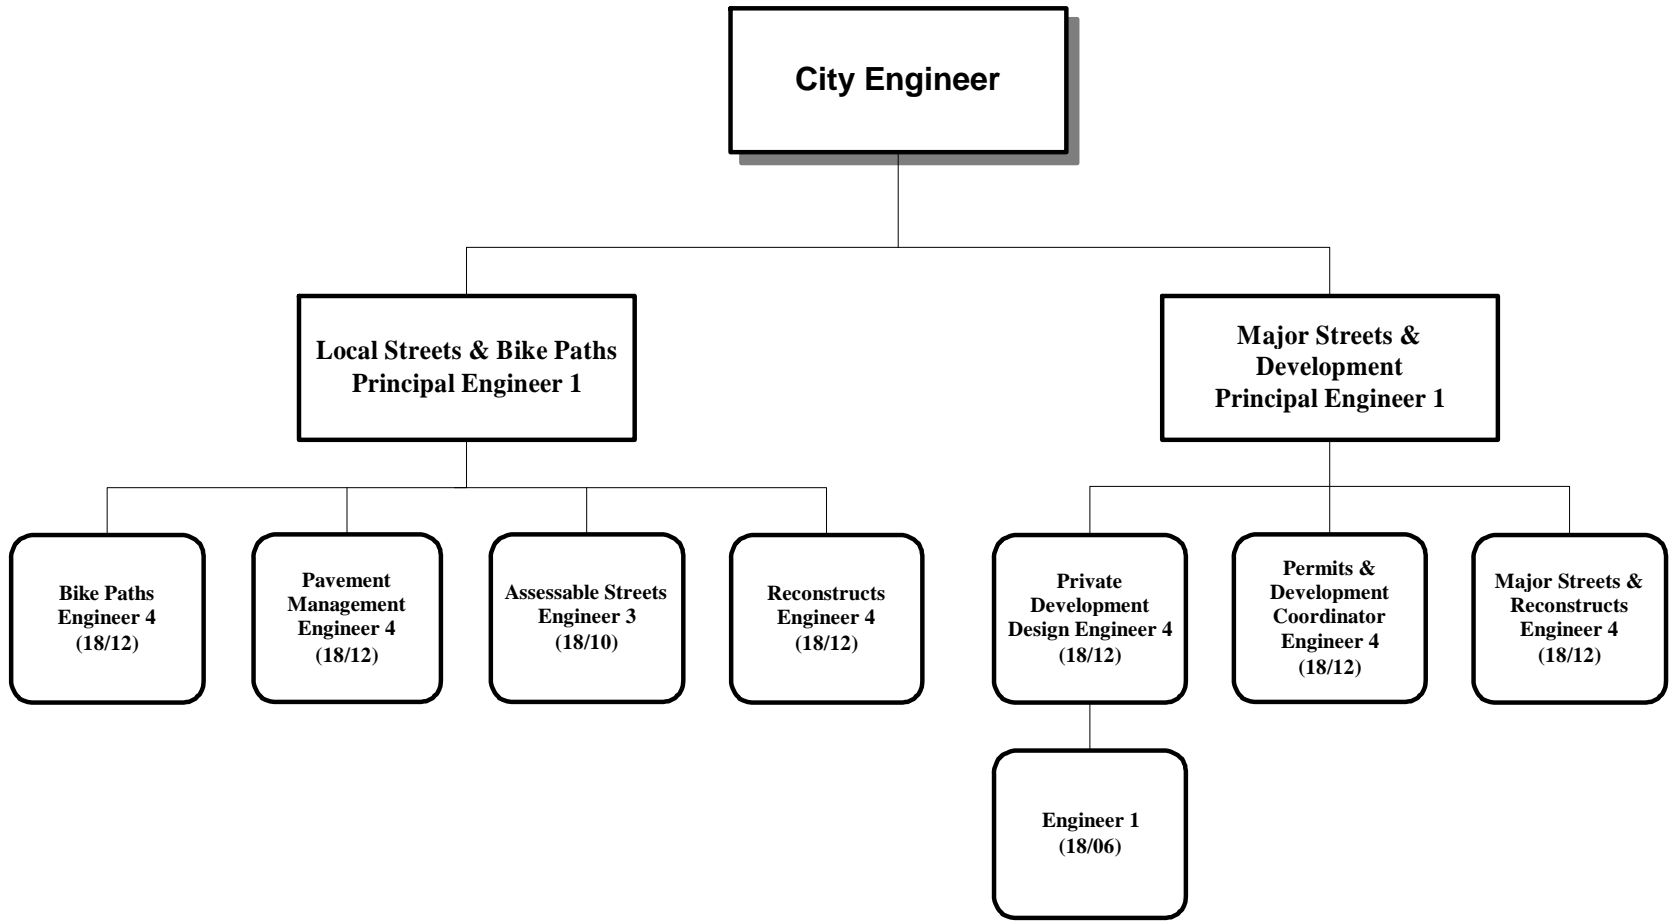 City Engineer
Local Streets & Bike Paths
Principal Engineer 1
Major Streets &
Development
Principal Engineer 1
Bike Paths
Engineer 4
(18/12)
Pavement
Management
Engineer 4
(18/12)
Assessable Streets
Engineer 3
(18/10)
Reconstructs
Engineer 4
(18/12)
Private
Development
Design Engineer 4
(18/12)
Permits &
Development
Coordinator
Engineer 4
(18/12)
Major Streets &
Reconstructs
Engineer 4
(18/12)
Engineer 1
(18/06)